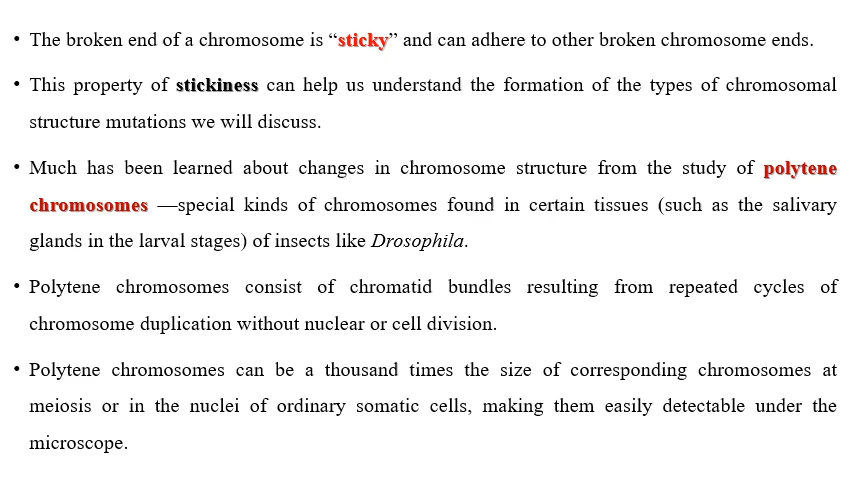 • The broken end of a chromosome is “sticky” and can adhere to other broken chromosome ends.
• This property of stickiness can help us understand the formation of the types of chromosomal
structure mutations we will discuss.
• Much has been learned about changes in chromosome structure from the study of polytene
chromosomes —special kinds of chromosomes found in certain tissues (such as the salivary
glands in the larval stages) of insects like Drosophila.
• Polytene chromosomes consist of chromatid bundles resulting from repeated cycles of
chromosome duplication without nuclear or cell division.
• Polytene chromosomes can be a thousand times the size of corresponding chromosomes at
meiosis or in the nuclei of ordinary somatic cells, making them easily detectable under the
microscope.